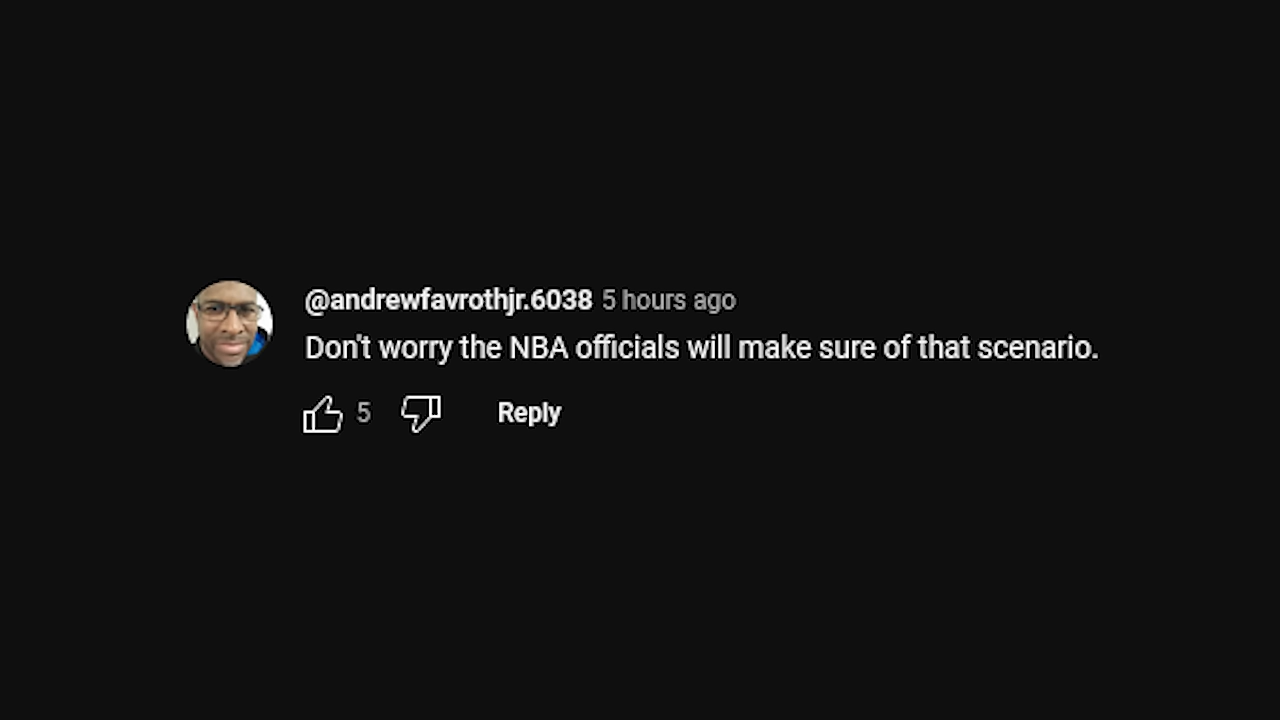 @andrewfavrothjr.6038 5 hours ago
Don't worry the NBA officials will make sure of that scenario.
5 Reply